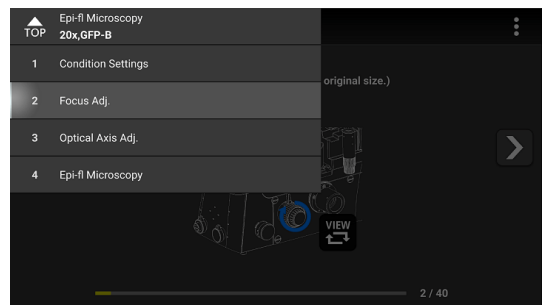 TOP
Epi-fl Microscopy
20x,GFP-B
1 Condition Settings
original size.)
2 Focus Adj.
3 Optical Axis Adj.
4 Epi-fl Microscopy
VIEW
2 / 40